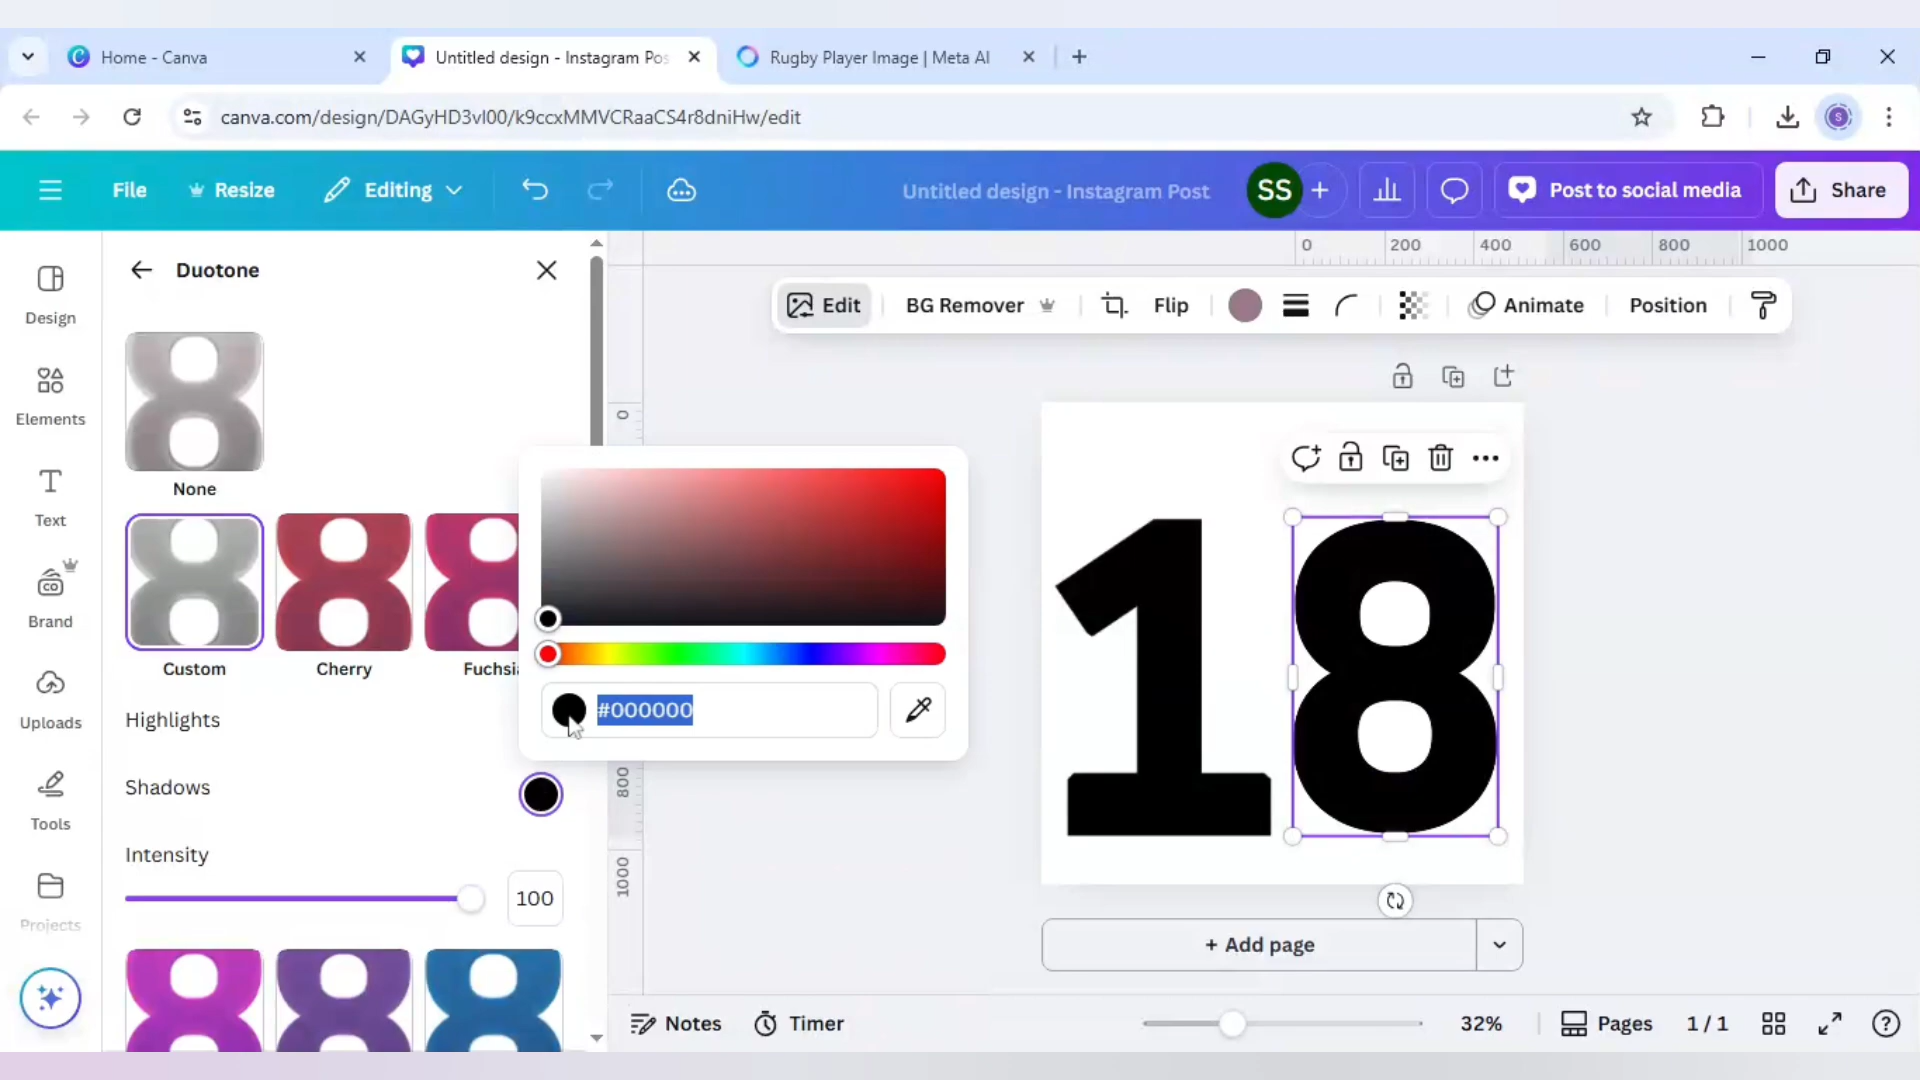 Home - Canva
Untitled design - Instagram Pos
Rugby Player Image | Meta AI
canva.com/design/DAGyHD3vI00/k9ccxMMVCRaaCS4r8dniHw/edit
S
File
Resize
Editing
Untitled design - Instagram Post
SS
Post to social media
Share
Design
Elements
Text
Brand
Uploads
Tools
Projects
Duotone
None
Custom
Cherry
Fuchsi
Highlights
Shadows
Intensity
100
#000000
0 200 400 600 800 1000
0
800
1000
Edit
BG Remover
Flip
Animate
Position
18
+ Add page
Notes
Timer
32%
Pages
1 / 1